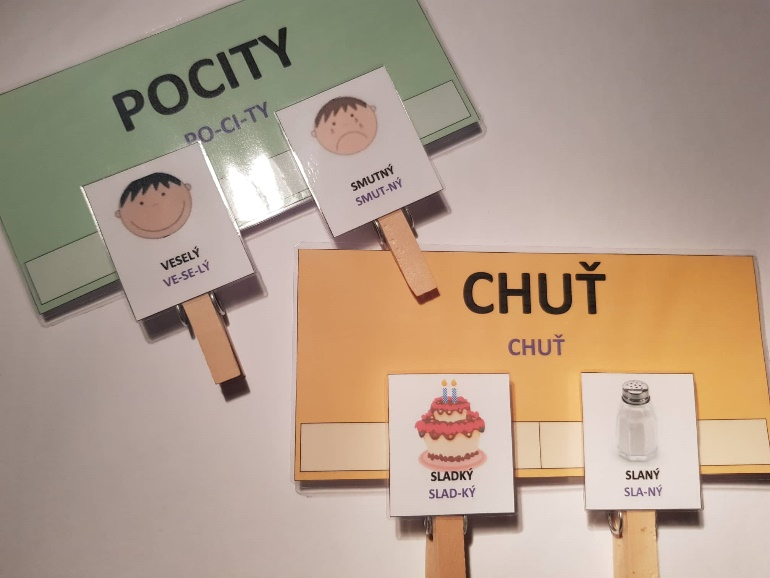 POCITY
PO-CI-TY
SMUTNÝ
SMUT-NÝ
VESELÝ
VE-SE-LÝ
CHUŤ
CHUŤ
SLADKÝ
SLAD-KÝ
SLANÝ
SLA-NÝ